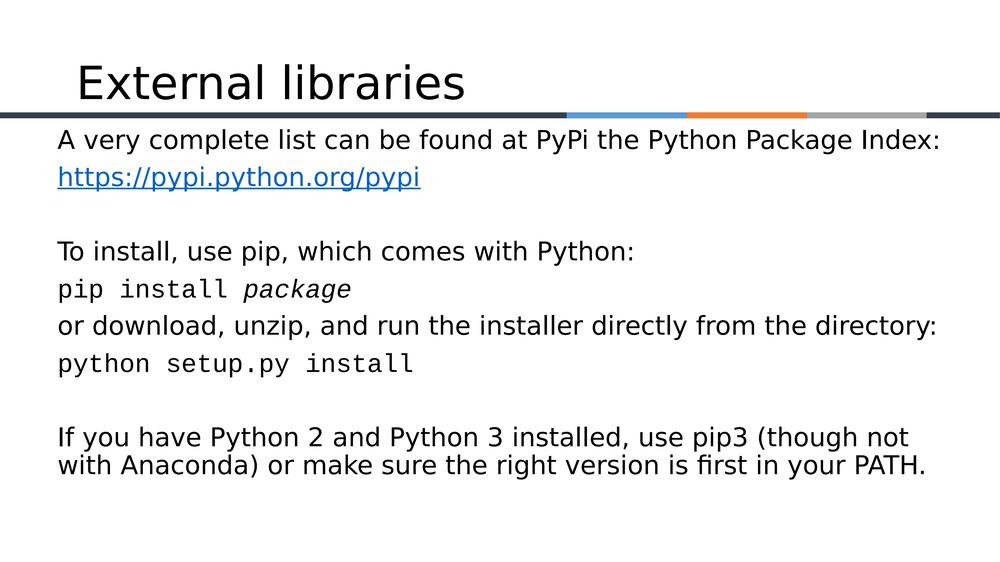 External libraries
A very complete list can be found at PyPi the Python Package Index:
https://pypi.python.org/pypi
To install, use pip, which comes with Python:
pip install package
or download, unzip, and run the installer directly from the directory:
python setup.py install
If you have Python 2 and Python 3 installed, use pip3 (though not
with Anaconda) or make sure the right version is first in your PATH.